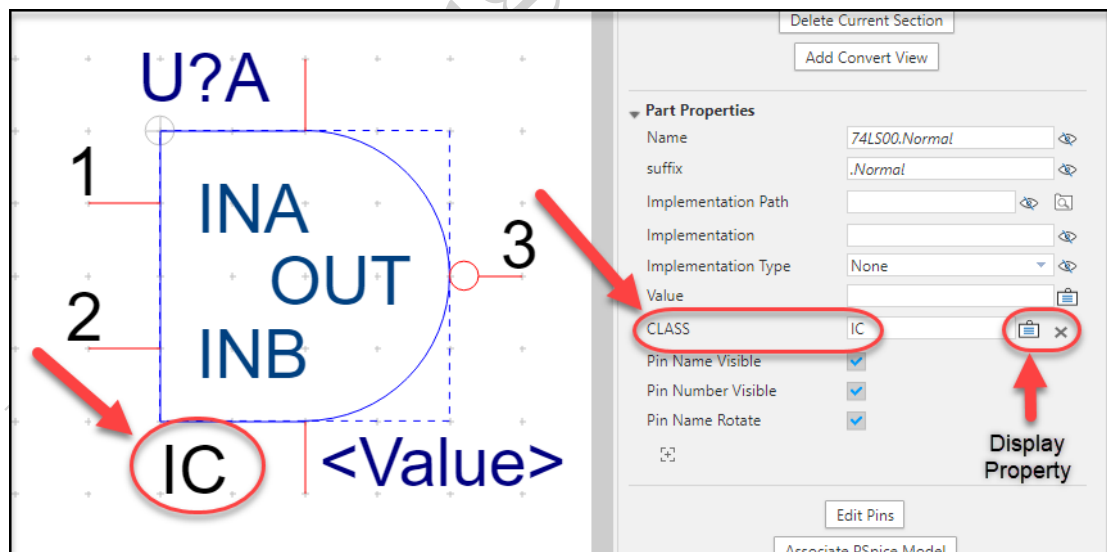 Delete Current Section
Add Convert View
U?A
1
INA
OUT
3
2
INB
IC
<Value>
Part Properties
Name 74LS00.Normal
suffix .Normal
Implementation Path
Implementation
Implementation Type None
Value
CLASS IC
Pin Name Visible
Pin Number Visible
Pin Name Rotate
Display
Property
Edit Pins
Associate PSpice Model